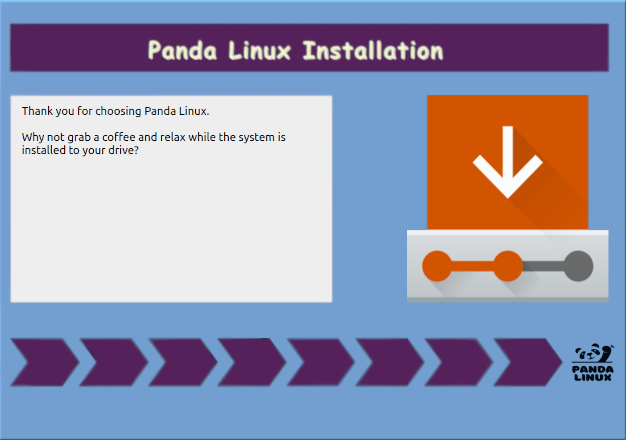 Panda Linux Installation
Thank you for choosing Panda Linux.
Why not grab a coffee and relax while the system is
installed to your drive?
PANDA
LINUX